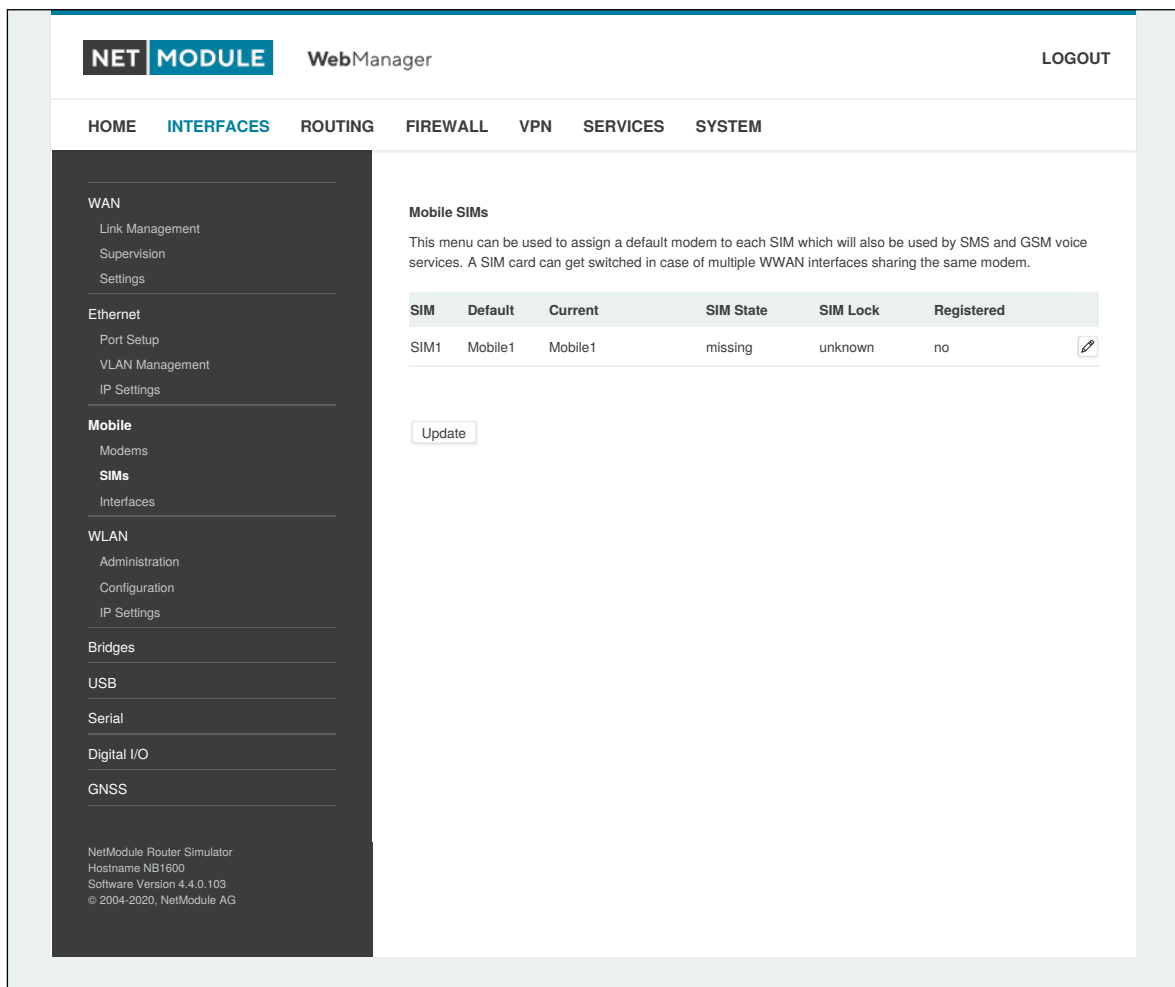 NET MODULE WebManager LOGOUT
HOME INTERFACES ROUTING FIREWALL VPN SERVICES SYSTEM
WAN
Link Management
Supervision
Settings
Ethernet
Port Setup
VLAN Management
IP Settings
Mobile
Modems
SIMs
Interfaces
WLAN
Administration
Configuration
IP Settings
Bridges
USB
Serial
Digital I/O
GNSS
NetModule Router Simulator
Hostname NB1600
Software Version 4.4.0.103
© 2004-2020, NetModule AG
Mobile SIMs
This menu can be used to assign a default modem to each SIM which will also be used by SMS and GSM voice
services. A SIM card can get switched in case of multiple WWAN interfaces sharing the same modem.
SIM Default Current SIM State SIM Lock Registered
SIM1 Mobile1 Mobile1 missing unknown no
Update